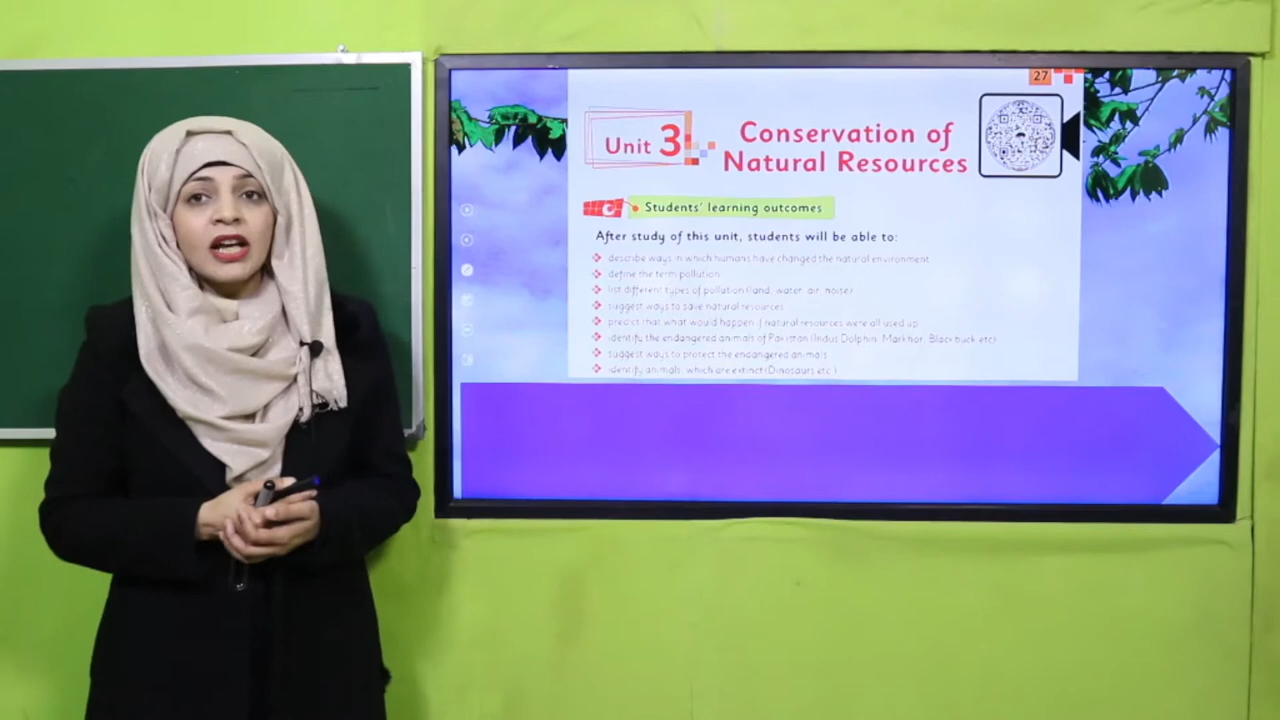 27
Unit 3
Conservation of
Natural Resources
Students' learning outcomes
After study of this unit, students will be able to:
describe ways in which humans have changed the natural environment
define the term pollution
list different types of pollution (land, water, air, noise)
suggest ways to save natural resources
predict that what would happen if natural resources were all used up
identify the endangered animals of Pakistan (Indus Dolphin, Markhor, Blackbuck etc)
suggest ways to protect the endangered animals
identify animals, which are extinct (Dinosaurs etc.)